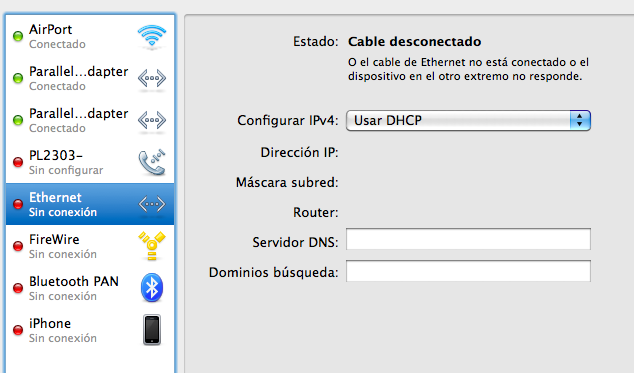 AirPort
Conectado
Parallel...dapter
Conectado
Parallel...dapter
Conectado
PL2303-
Sin configurar
Ethernet
Sin conexión
FireWire
Sin conexión
Bluetooth PAN
Sin conexión
iPhone
Sin conexión
Estado: Cable desconectado
O el cable de Ethernet no está conectado o el
dispositivo en el otro extremo no responde.
Configurar IPv4: Usar DHCP
Dirección IP:
Máscara subred:
Router:
Servidor DNS:
Dominios búsqueda: